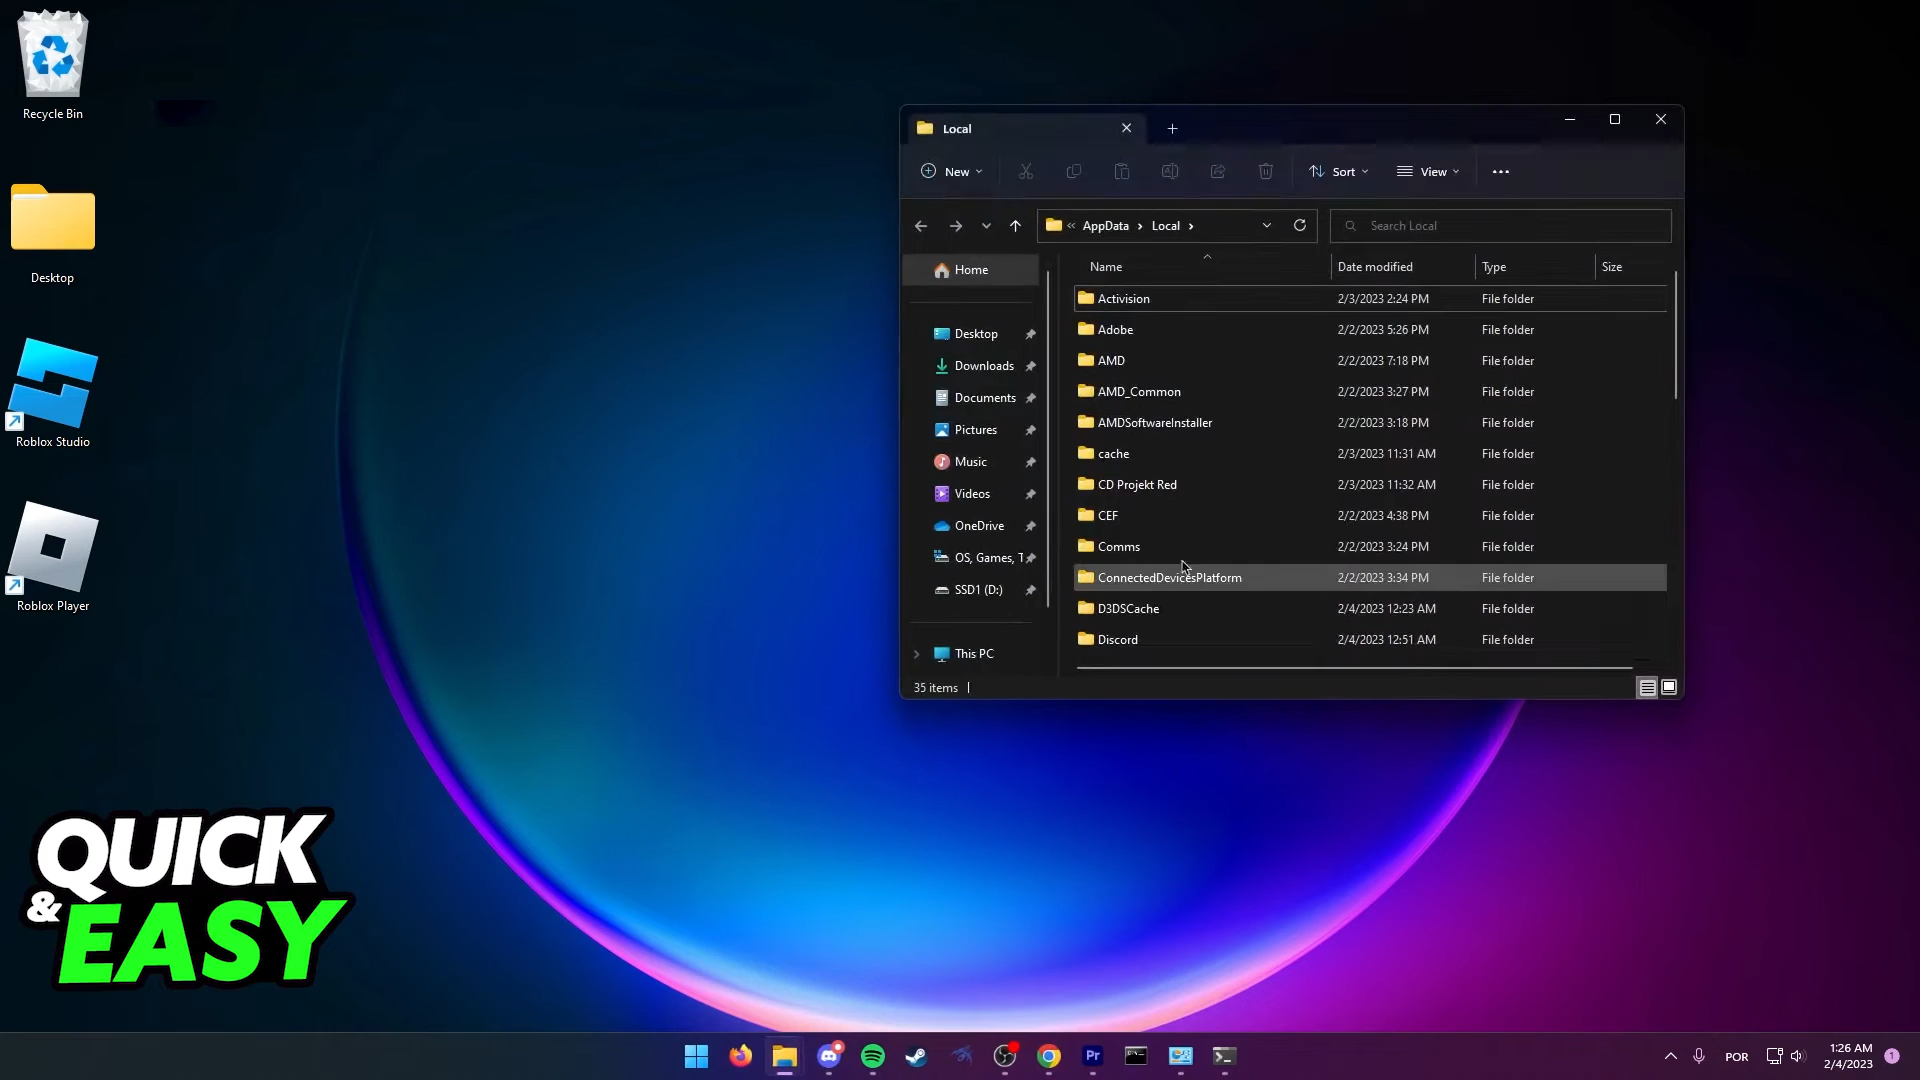 Recycle Bin
Desktop
Roblox Studio
Roblox Player
QUICK
& EASY
Local
New
Sort
View
AppData
Local
Search Local
Home
Desktop
Downloads
Documents
Pictures
Music
Videos
OneDrive
OS, Games, T
SSD1 (D:)
This PC
Name Date modified Type Size
Activision 2/3/2023 2:24 PM File folder
Adobe 2/2/2023 5:26 PM File folder
AMD 2/2/2023 7:18 PM File folder
AMD_Common 2/2/2023 3:27 PM File folder
AMDSoftwareInstaller 2/2/2023 3:18 PM File folder
cache 2/3/2023 11:31 AM File folder
CD Projekt Red 2/3/2023 11:32 AM File folder
CEF 2/2/2023 4:38 PM File folder
Comms 2/2/2023 3:24 PM File folder
ConnectedDevicesPlatform 2/2/2023 3:34 PM File folder
D3DSCache 2/4/2023 12:23 AM File folder
Discord 2/4/2023 12:51 AM File folder
35 items
Pr
POR
1:26 AM
2/4/2023
1